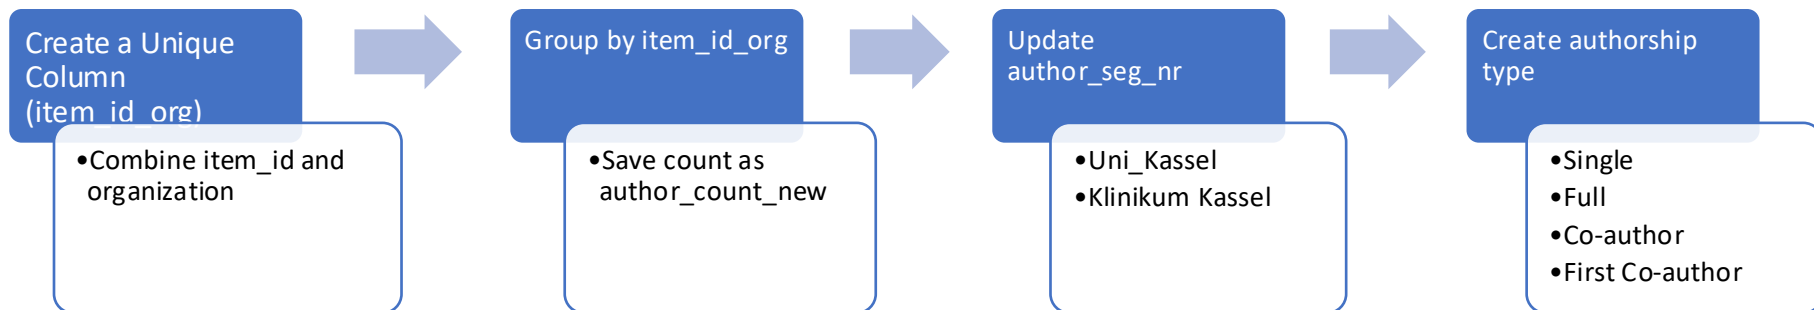 Create a Unique
Column
(item_id_org)
•Combine item_id and
organization
Group by item_id_org
•Save count as
author_count_new
Update
author_seg_nr
•Uni_Kassel
•Klinikum Kassel
Create authorship
type
•Single
•Full
•Co-author
•First Co-author